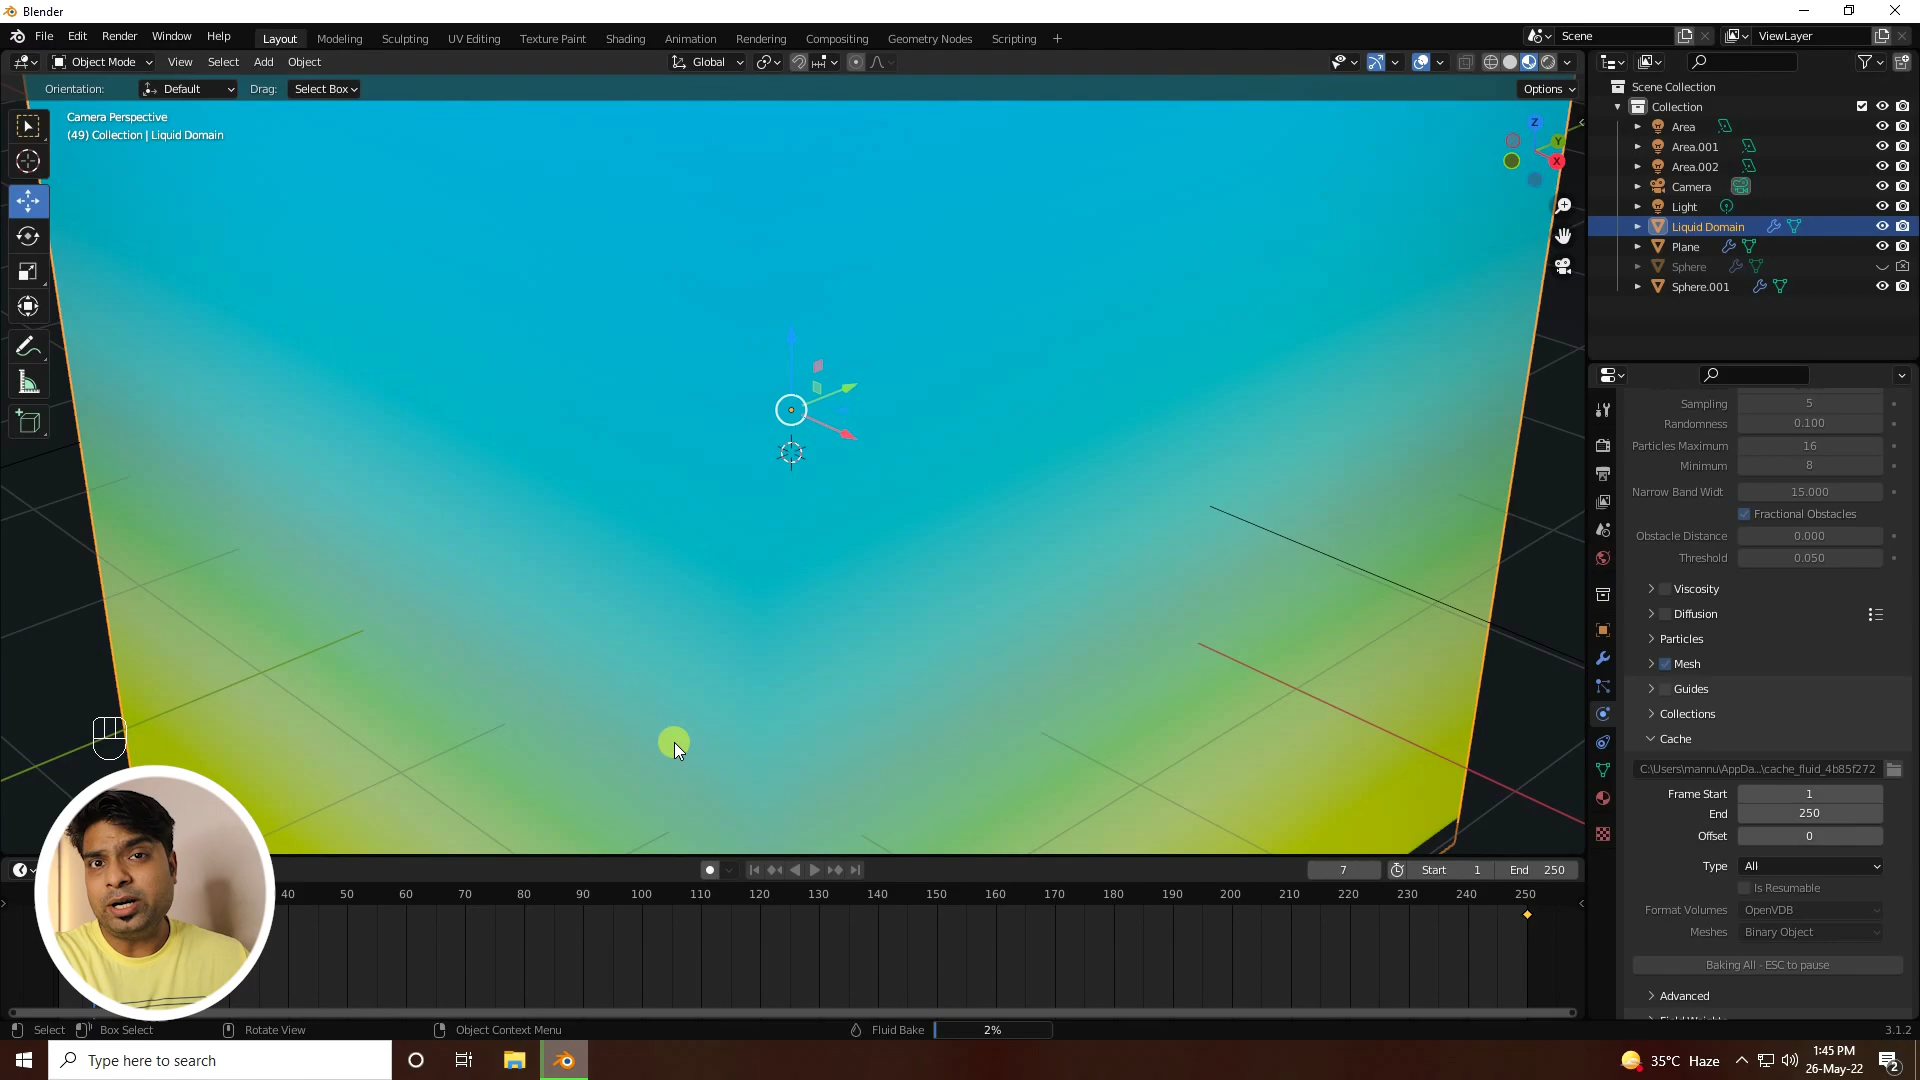 Blender
File Edit Render Window Help
Layout Modeling Sculpting UV Editing Texture Paint Shading Animation Rendering Compositing Geometry Nodes Scripting +
Scene
ViewLayer
Object Mode View Select Add Object
Global
Orientation: Default Drag: Select Box
Options
Camera Perspective
(49) Collection | Liquid Domain
Z
Y
X
Scene Collection
Collection
Area
Area.001
Area.002
Camera
Light
Liquid Domain
Plane
Sphere
Sphere.001
Sampling 5
Randomness 0.100
Particles Maximum 16
Minimum 8
Narrow Band Widt 15.000
Fractional Obstacles
Obstacle Distance 0.000
Threshold 0.050
Viscosity
Diffusion
Particles
Mesh
Guides
Collections
Cache
C:\Users\mannu\AppDa...\cache_fluid_4b85f272
Frame Start 1
End 250
Offset 0
Type All
Is Resumable
Format Volumes OpenVDB
Meshes Binary Object
Baking All - ESC to pause
Advanced
7 Start 1 End 250
40 50 60 70 80 90 100 110 120 130 140 150 160 170 180 190 200 210 220 230 240 250
Select Box Select Rotate View Object Context Menu Fluid Bake 2%
3.1.2
Type here to search
35°C Haze
1:45 PM
26-May-22
2